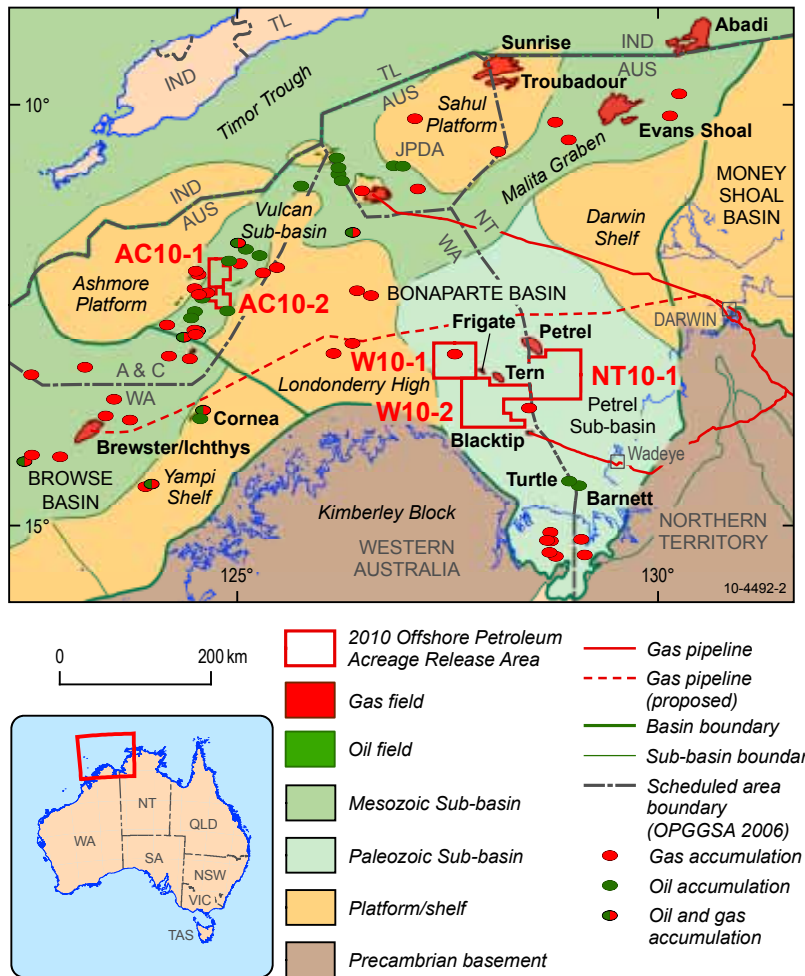 Abadi
Sunrise
IND
AUS
TL
IND
TL
AUS
Troubadour
10°
Timor Trough
Sahul
Platform
Evans Shoal
JPDA
Malita Graben
MONEY
SHOAL
BASIN
IND
AUS
NT
WA
Vulcan
Sub-basin
Darwin
Shelf
AC10-1
Ashmore
Platform
AC10-2
BONAPARTE BASIN
DARWIN
Frigate
Petrel
W10-1
Tern
NT10-1
A & C
WA
Londonderry High
W10-2
Petrel
Sub-basin
Cornea
Blacktip
Brewster/Ichthys
Wadeye
Yampi
Shelf
BROWSE
BASIN
Turtle
Barnett
Kimberley Block
15°
WESTERN
AUSTRALIA
NORTHERN
TERRITORY
125°
130°
10-4492-2
0
200 km
2010 Offshore Petroleum
Acreage Release Area
Gas field
Oil field
Mesozoic Sub-basin
Paleozoic Sub-basin
Platform/shelf
Precambrian basement
Gas pipeline
Gas pipeline
(proposed)
Basin boundary
Sub-basin boundar
Scheduled area
boundary
(OPGGSA 2006)
Gas accumulation
Oil accumulation
Oil and gas
accumulation
NT
QLD
WA
SA
NSW
VIC
TAS